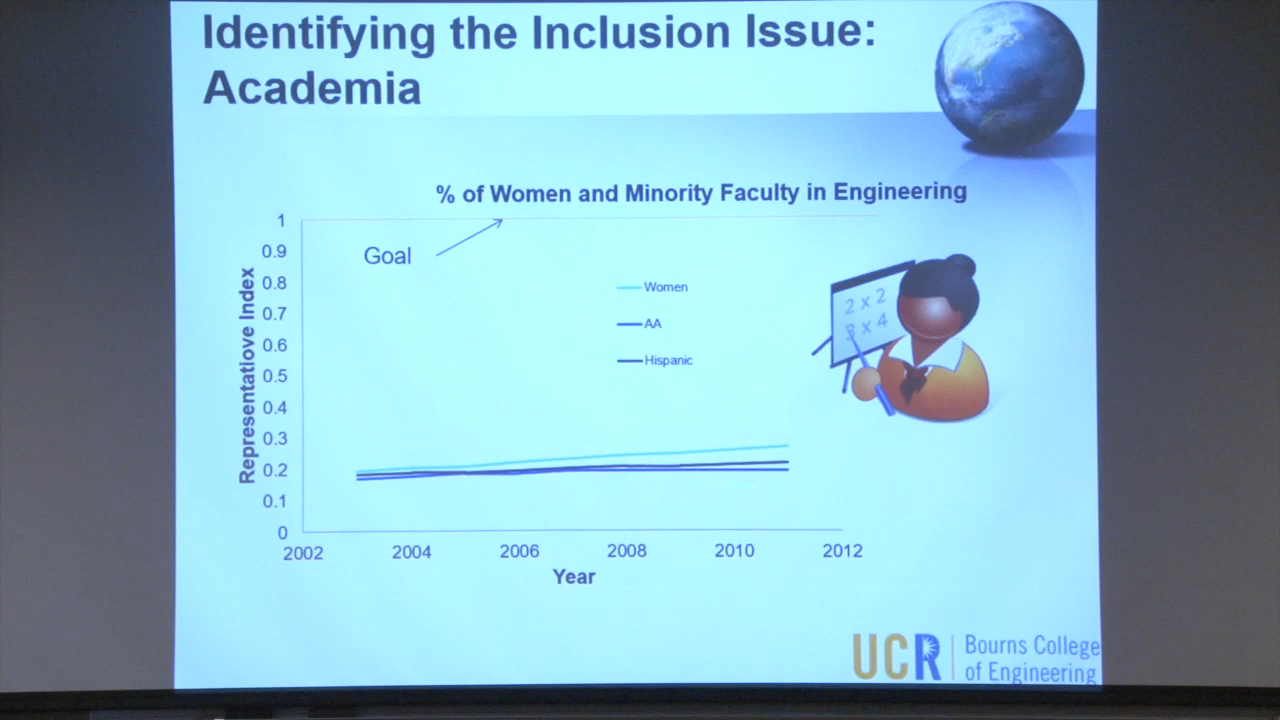 Identifying the Inclusion Issue:
Academia
% of Women and Minority Faculty in Engineering
1
Goal
0.9
0.8
0.7
0.6
0.5
0.4
0.3
0.2
0.1
0
Representatiove Index
Women
AA
Hispanic
2 x 2
3 x 4
2002 2004 2006 2008 2010 2012
Year
UCR Bourns College
of Engineering